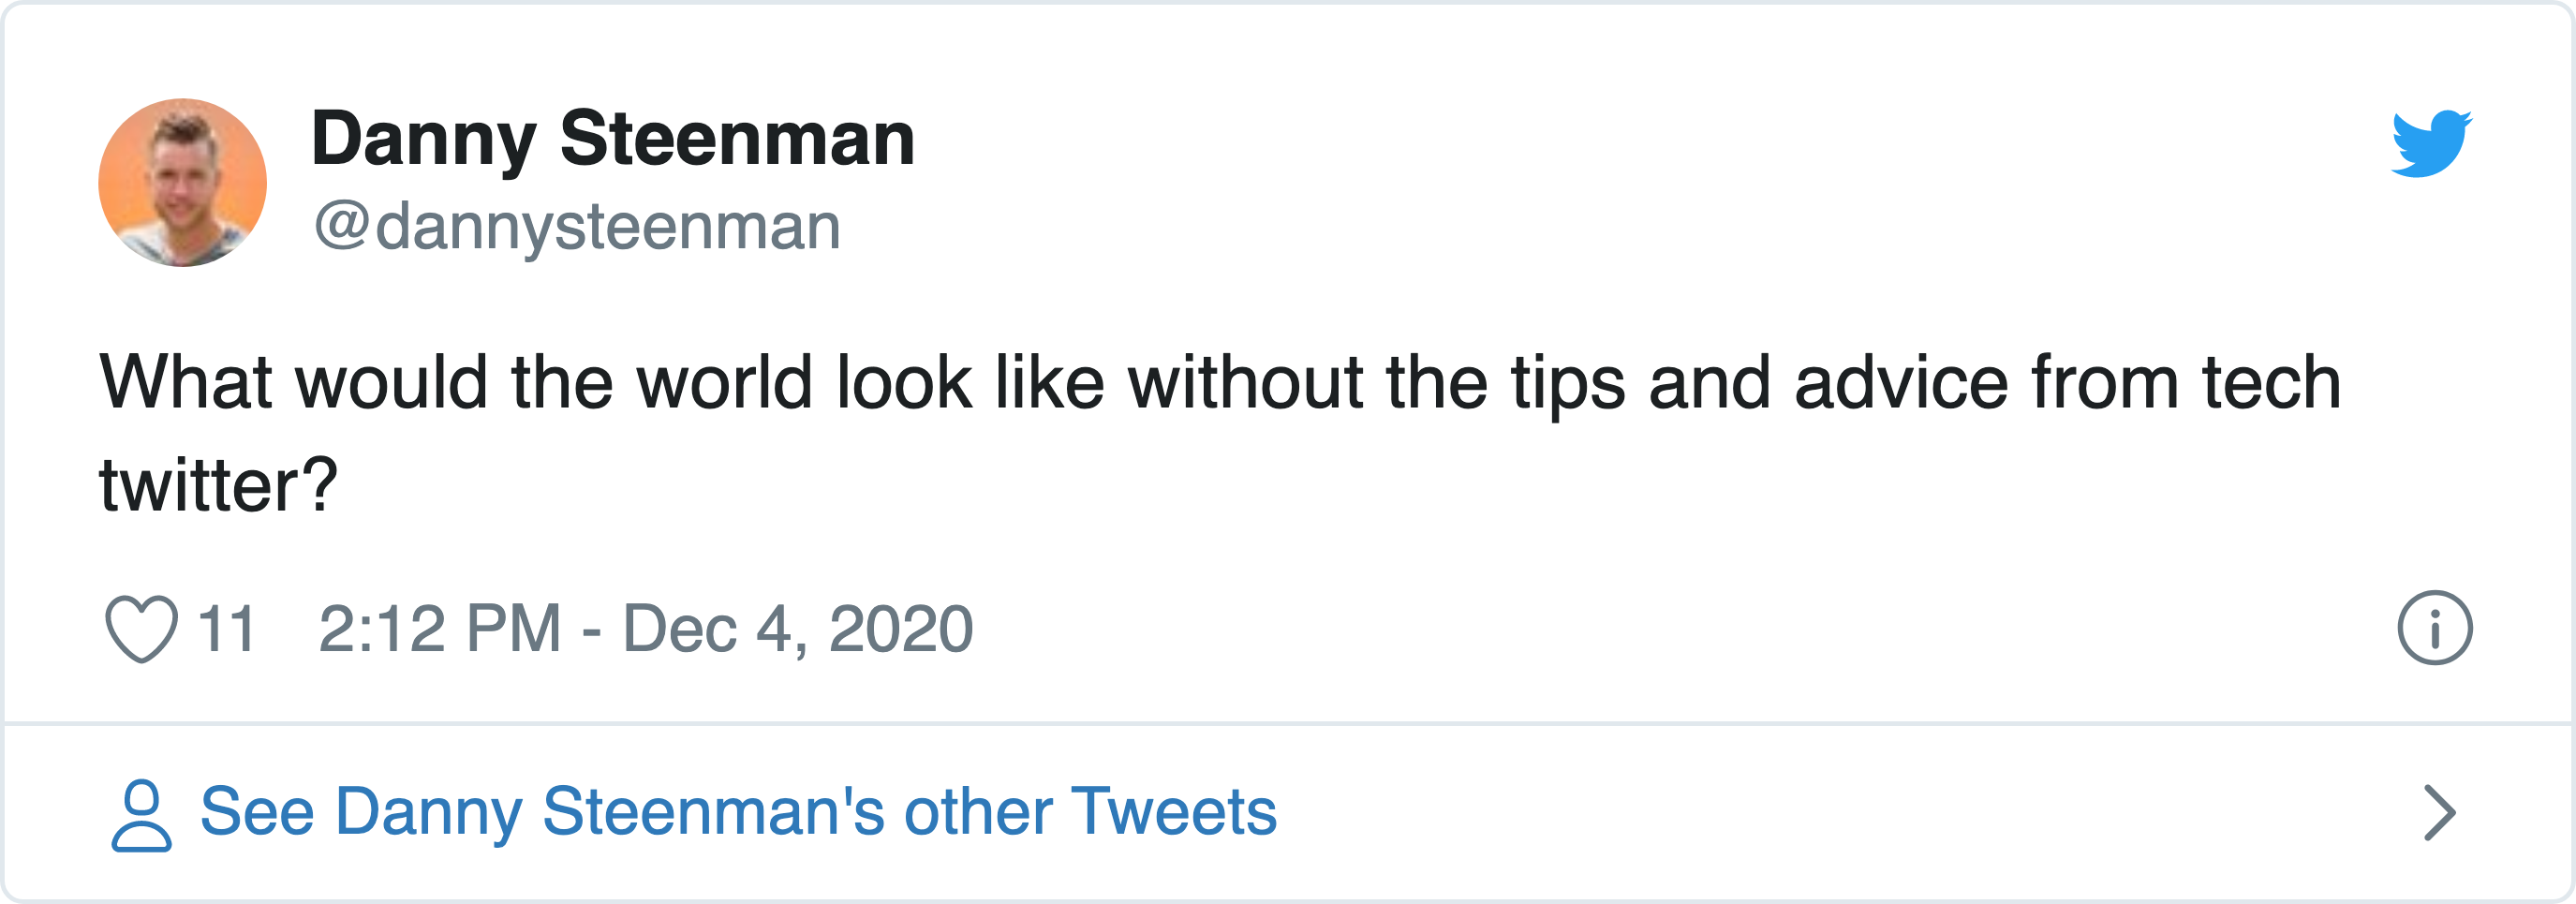 Danny Steenman
@dannysteenman
What would the world look like without the tips and advice from tech
twitter?
11 2:12 PM - Dec 4, 2020
See Danny Steenman's other Tweets